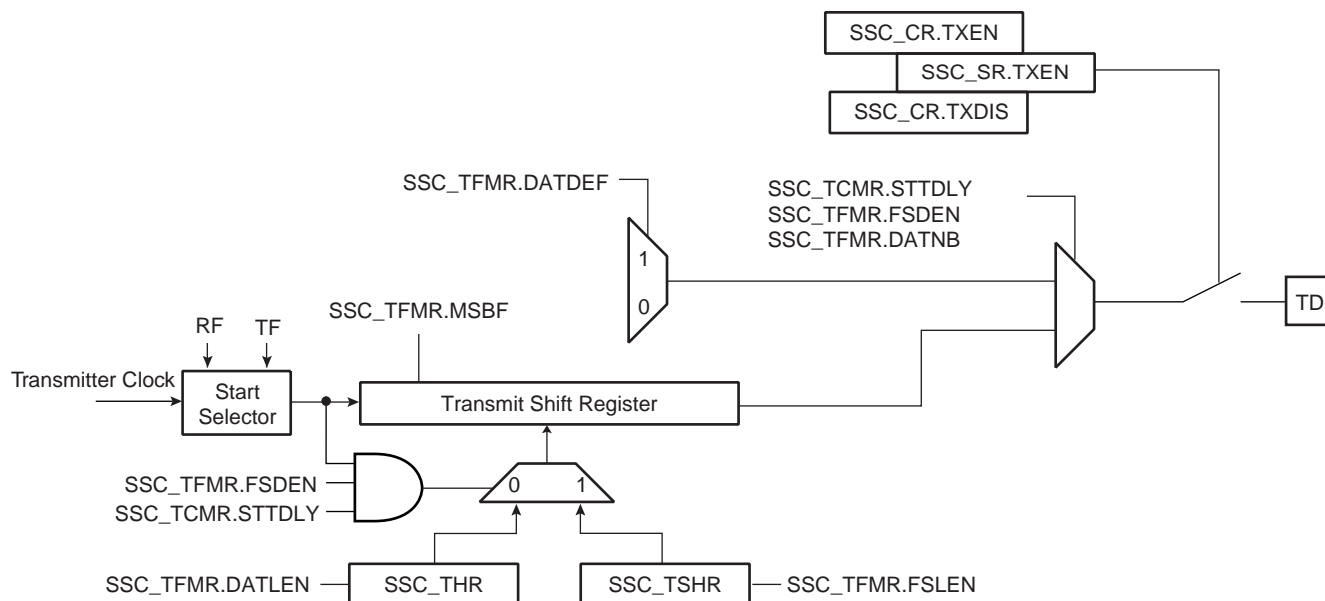 SSC_CR.TXEN
SSC_SR.TXEN
SSC_CR.TXDIS
SSC_TFMR.DATDEF
SSC_TCMR.STTDLY
SSC_TFMR.FSDEN
SSC_TFMR.DATNB
1
0
TD
SSC_TFMR.MSBF
RF
TF
Transmitter Clock
Start
Selector
Transmit Shift Register
SSC_TFMR.FSDEN
SSC_TCMR.STTDLY
0
1
SSC_TFMR.DATLEN
SSC_THR
SSC_TSHR
SSC_TFMR.FSLEN